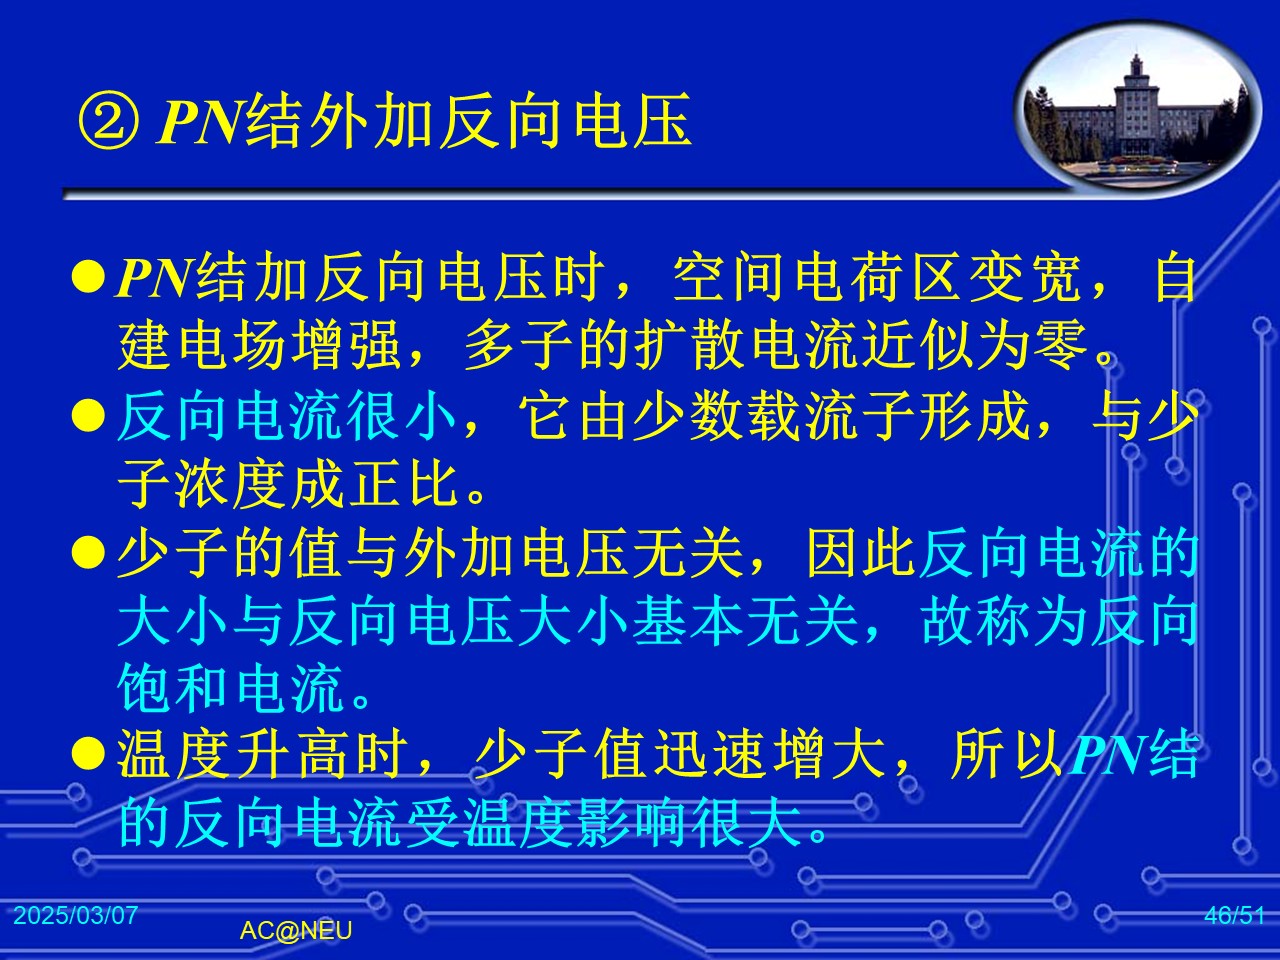 ② PN结外加反向电压
●PN结加反向电压时，空间电荷区变宽，自
建电场增强，多子的扩散电流近似为零。
●反向电流很小，它由少数载流子形成，与少
子浓度成正比。
●少子的值与外加电压无关，因此反向电流的
大小与反向电压大小基本无关，故称为反向
饱和电流。
●温度升高时，少子值迅速增大，所以PN结
的反向电流受温度影响很大。
2025/03/07
AC@NEU
46/51